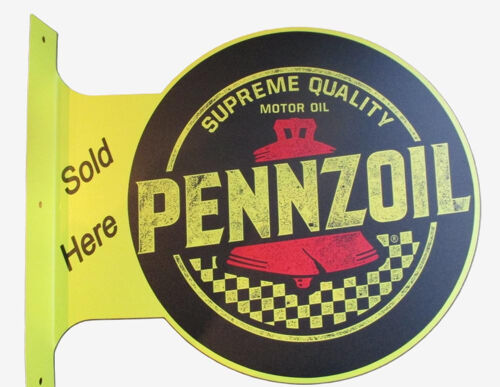 SUPREME QUALITY
MOTOR OIL
PENNZOIL
®
Sold
Here